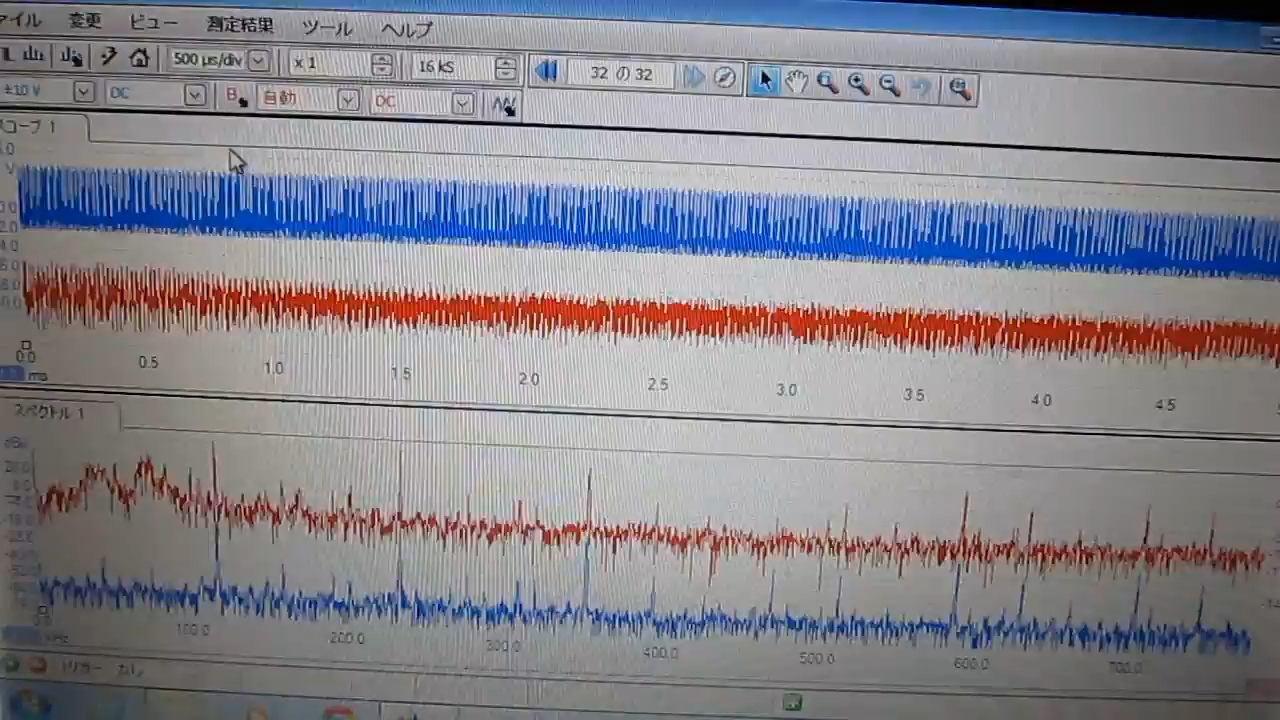 ァイル 変更 ビュー 測定結果 ツール ヘルプ
500 µs/div x 1 16 kS 32 の 32
±10 V DC B 自動 DC
コープ 1
V
0.0 0.5 1.0 1.5 2.0 2.5 3.0 3.5 4.0 4.5
ms
スペクトル 1
100.0 200.0 300.0 400.0 500.0 600.0 700.0
kHz
トリガー なし